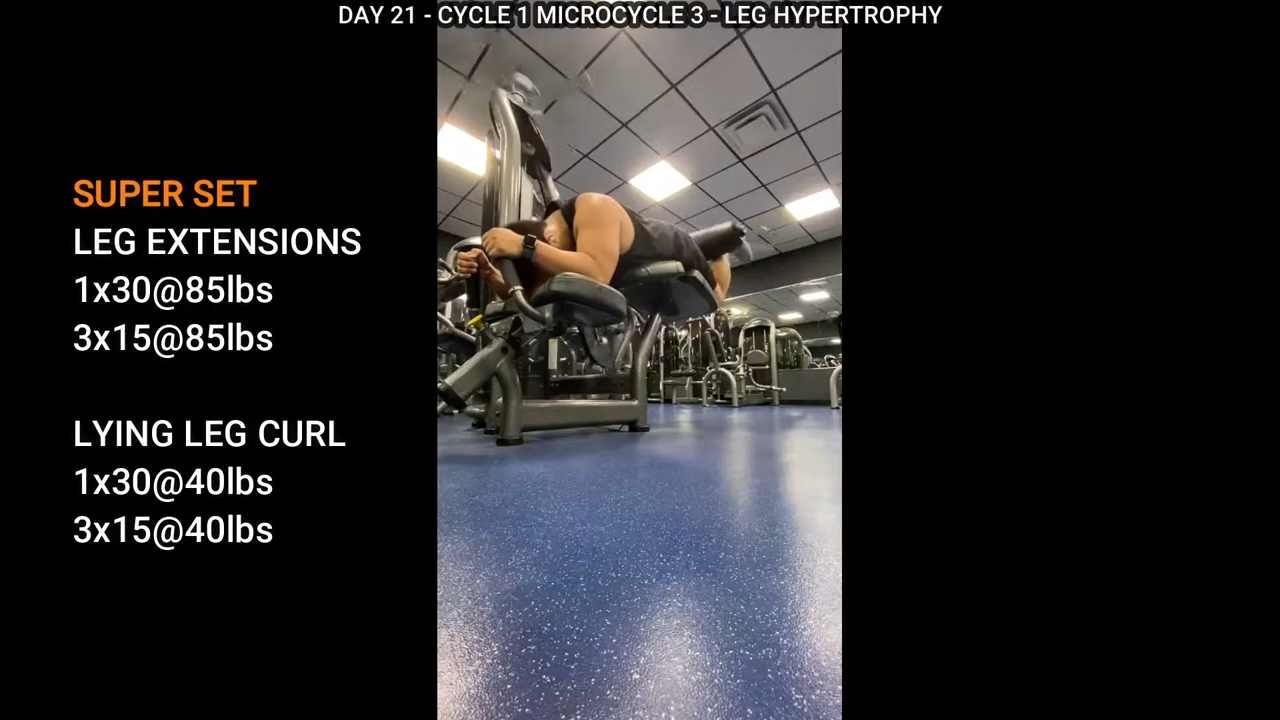 DAY 21 - CYCLE 1 MICROCYCLE 3 - LEG HYPERTROPHY
SUPER SET
LEG EXTENSIONS
1x30@85lbs
3x15@85lbs
LYING LEG CURL
1x30@40lbs
3x15@40lbs